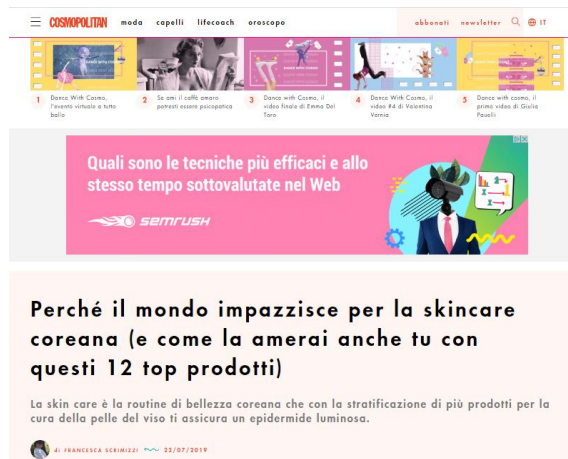 COSMOPOLITAN moda capelli lifecoach oroscopo abbonati newsletter IT
1 Dance With Cosmo,
l'evento virtuale a tutto
ballo
2 Se ami il caffè amaro
potresti essere psicopatica
3 Dance with Cosmo, il
video finale di Emma Del
Toro
4 Dance With Cosmo, il
video #4 di Valentina
Vernia
5 Dance with cosmo, il
primo video di Giulia
Pauselli
Quali sono le tecniche più efficaci e allo
stesso tempo sottovalutate nel Web
semrush
Perché il mondo impazzisce per la skincare
coreana (e come la amerai anche tu con
questi 12 top prodotti)
La skin care è la routine di bellezza coreana che con la stratificazione di più prodotti per la
cura della pelle del viso ti assicura un epidermide luminosa.
di FRANCESCA SCRIMIZZI 22/07/2019